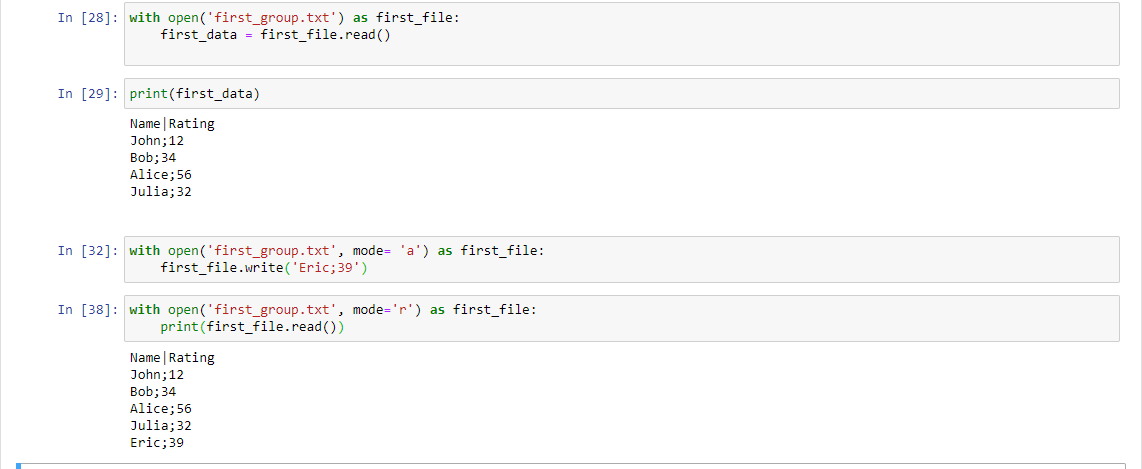 In [28]: with open('first_group.txt') as first_file:
first_data = first_file.read()
In [29]: print(first_data)
Name|Rating
John;12
Bob;34
Alice;56
Julia;32
In [32]: with open('first_group.txt', mode= 'a') as first_file:
first_file.write('Eric;39')
In [38]: with open('first_group.txt', mode='r') as first_file:
print(first_file.read())
Name|Rating
John;12
Bob;34
Alice;56
Julia;32
Eric;39